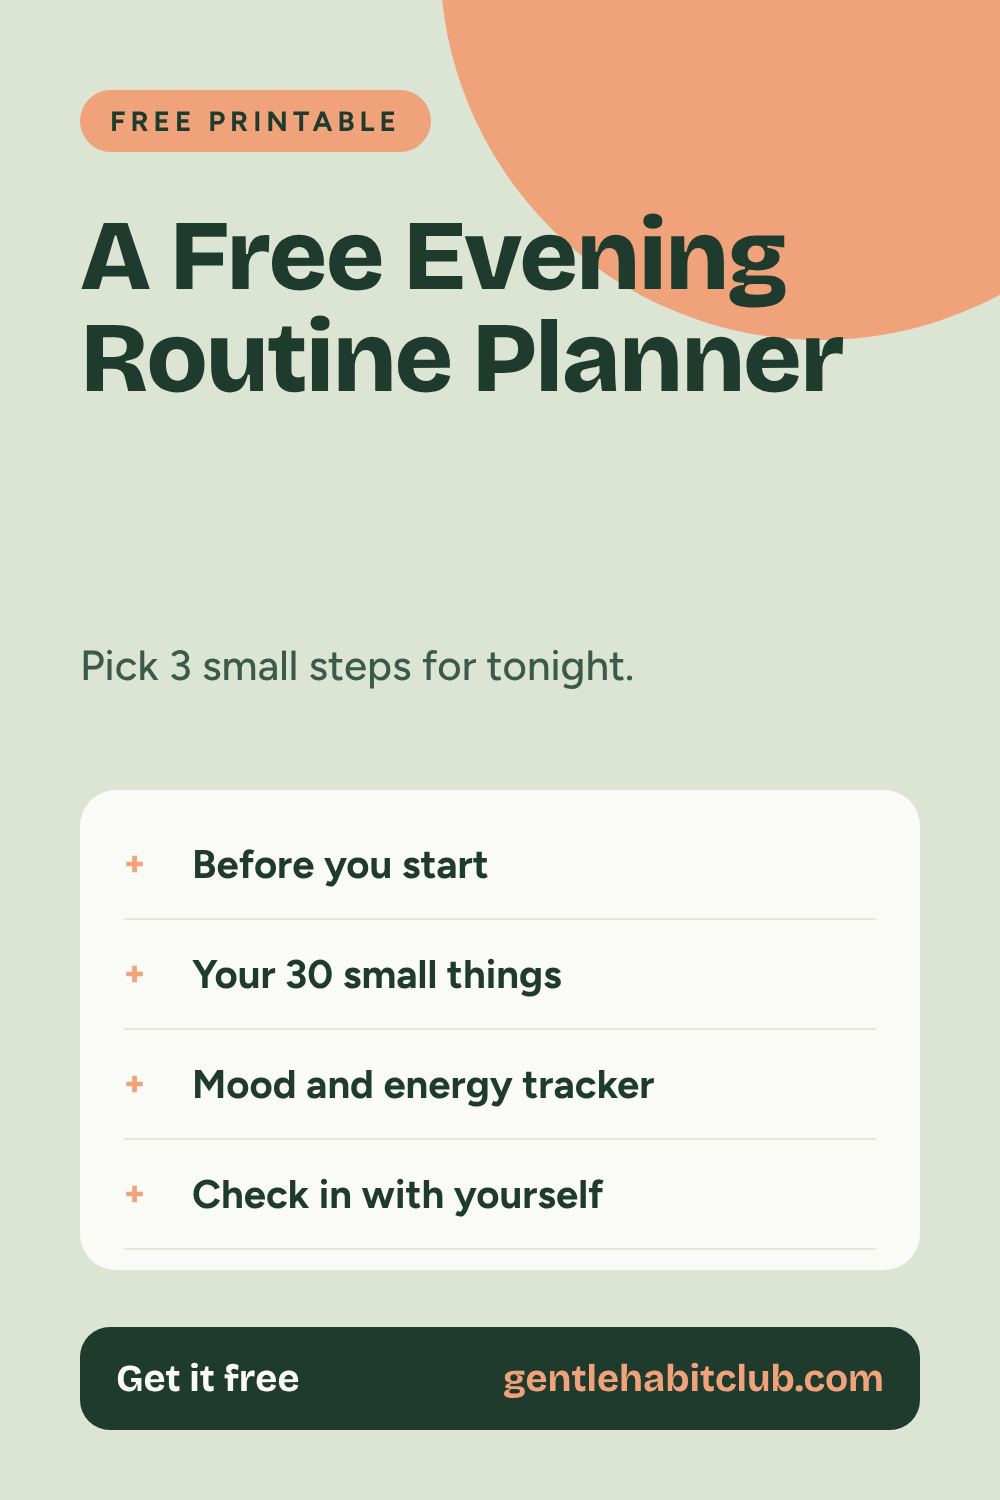 FREE PRINTABLE
A Free Evening
Routine Planner
Pick 3 small steps for tonight.
+ Before you start
+ Your 30 small things
+ Mood and energy tracker
+ Check in with yourself
Get it free gentlehabitclub.com